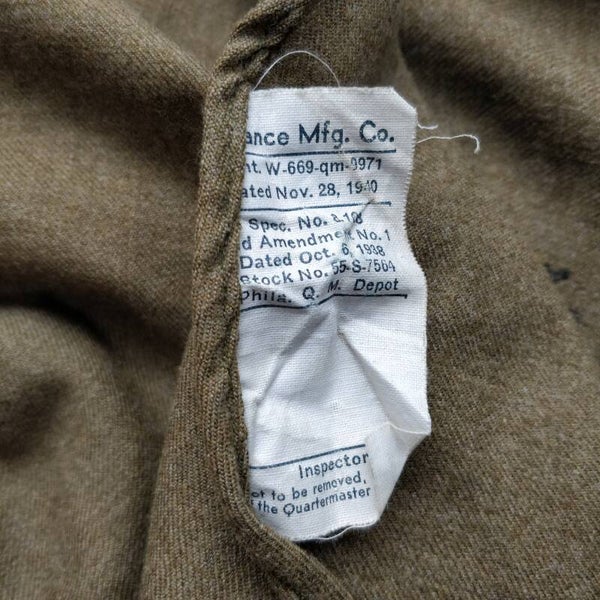 ance Mfg. Co.
nt. W-669-qm-9971
ated Nov. 28, 1940
Spec. No. 8-108
d Amendment No. 1
Dated Oct. 6, 1938
Stock No. 55-S-7564
Phila. Q. M. Depot
Inspector
ot to be removed,
f the Quartermaster